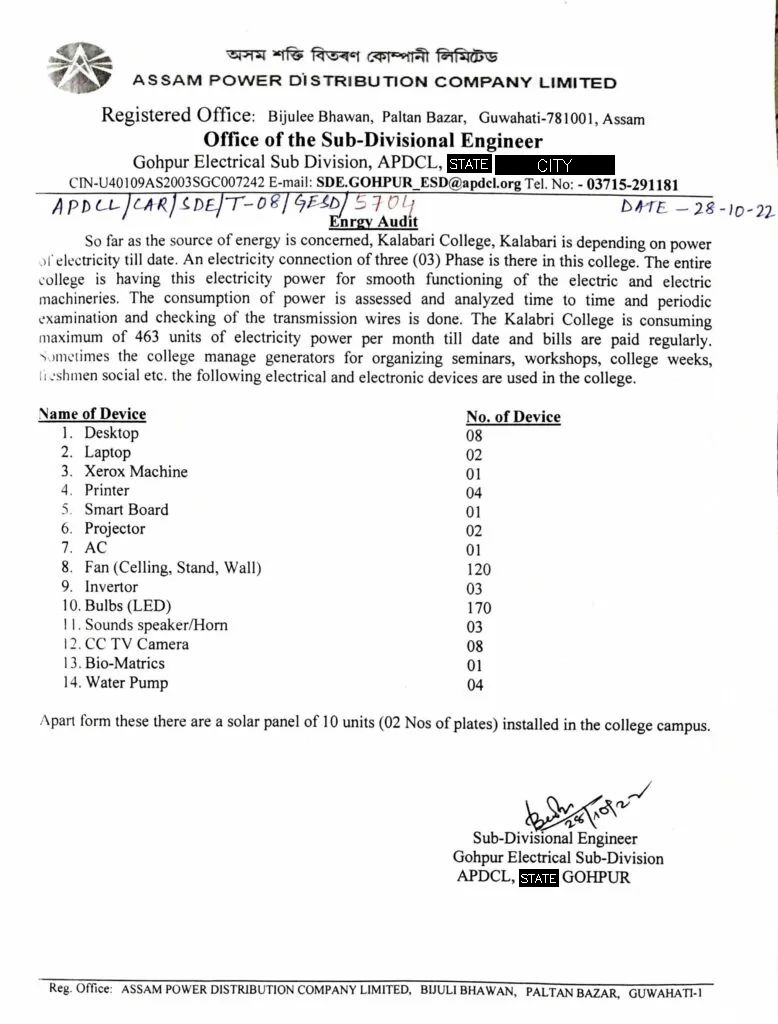 অসম শক্তি বিতৰণ কোম্পানী লিমিটেড
ASSAM POWER DISTRIBUTION COMPANY LIMITED
Registered Office: Bijulee Bhawan, Paltan Bazar, Guwahati-781001, Assam
Office of the Sub-Divisional Engineer
Gohpur Electrical Sub Division, APDCL, STATE CITY
CIN-U40109AS2003SGC007242 E-mail: SDE.GOHPUR_ESD@apdcl.org Tel. No: - 03715-291181
APDCL/CAR/SDE/T-08/GESD/5704 DATE - 28-10-22
Enrgy Audit
So far as the source of energy is concerned, Kalabari College, Kalabari is depending on power
of electricity till date. An electricity connection of three (03) Phase is there in this college. The entire
college is having this electricity power for smooth functioning of the electric and electric
machineries. The consumption of power is assessed and analyzed time to time and periodic
examination and checking of the transmission wires is done. The Kalabri College is consuming
maximum of 463 units of electricity power per month till date and bills are paid regularly.
Sometimes the college manage generators for organizing seminars, workshops, college weeks,
freshmen social etc. the following electrical and electronic devices are used in the college.
Name of Device No. of Device
1. Desktop 08
2. Laptop 02
3. Xerox Machine 01
4. Printer 04
5. Smart Board 01
6. Projector 02
7. AC 01
8. Fan (Celling, Stand, Wall) 120
9. Invertor 03
10. Bulbs (LED) 170
11. Sounds speaker/Horn 03
12. CC TV Camera 08
13. Bio-Matrics 01
14. Water Pump 04
Apart form these there are a solar panel of 10 units (02 Nos of plates) installed in the college campus.
28/10/22
Sub-Divisional Engineer
Gohpur Electrical Sub-Division
APDCL, STATE GOHPUR
Reg. Office: ASSAM POWER DISTRIBUTION COMPANY LIMITED, BIJULI BHAWAN, PALTAN BAZAR, GUWAHATI-1